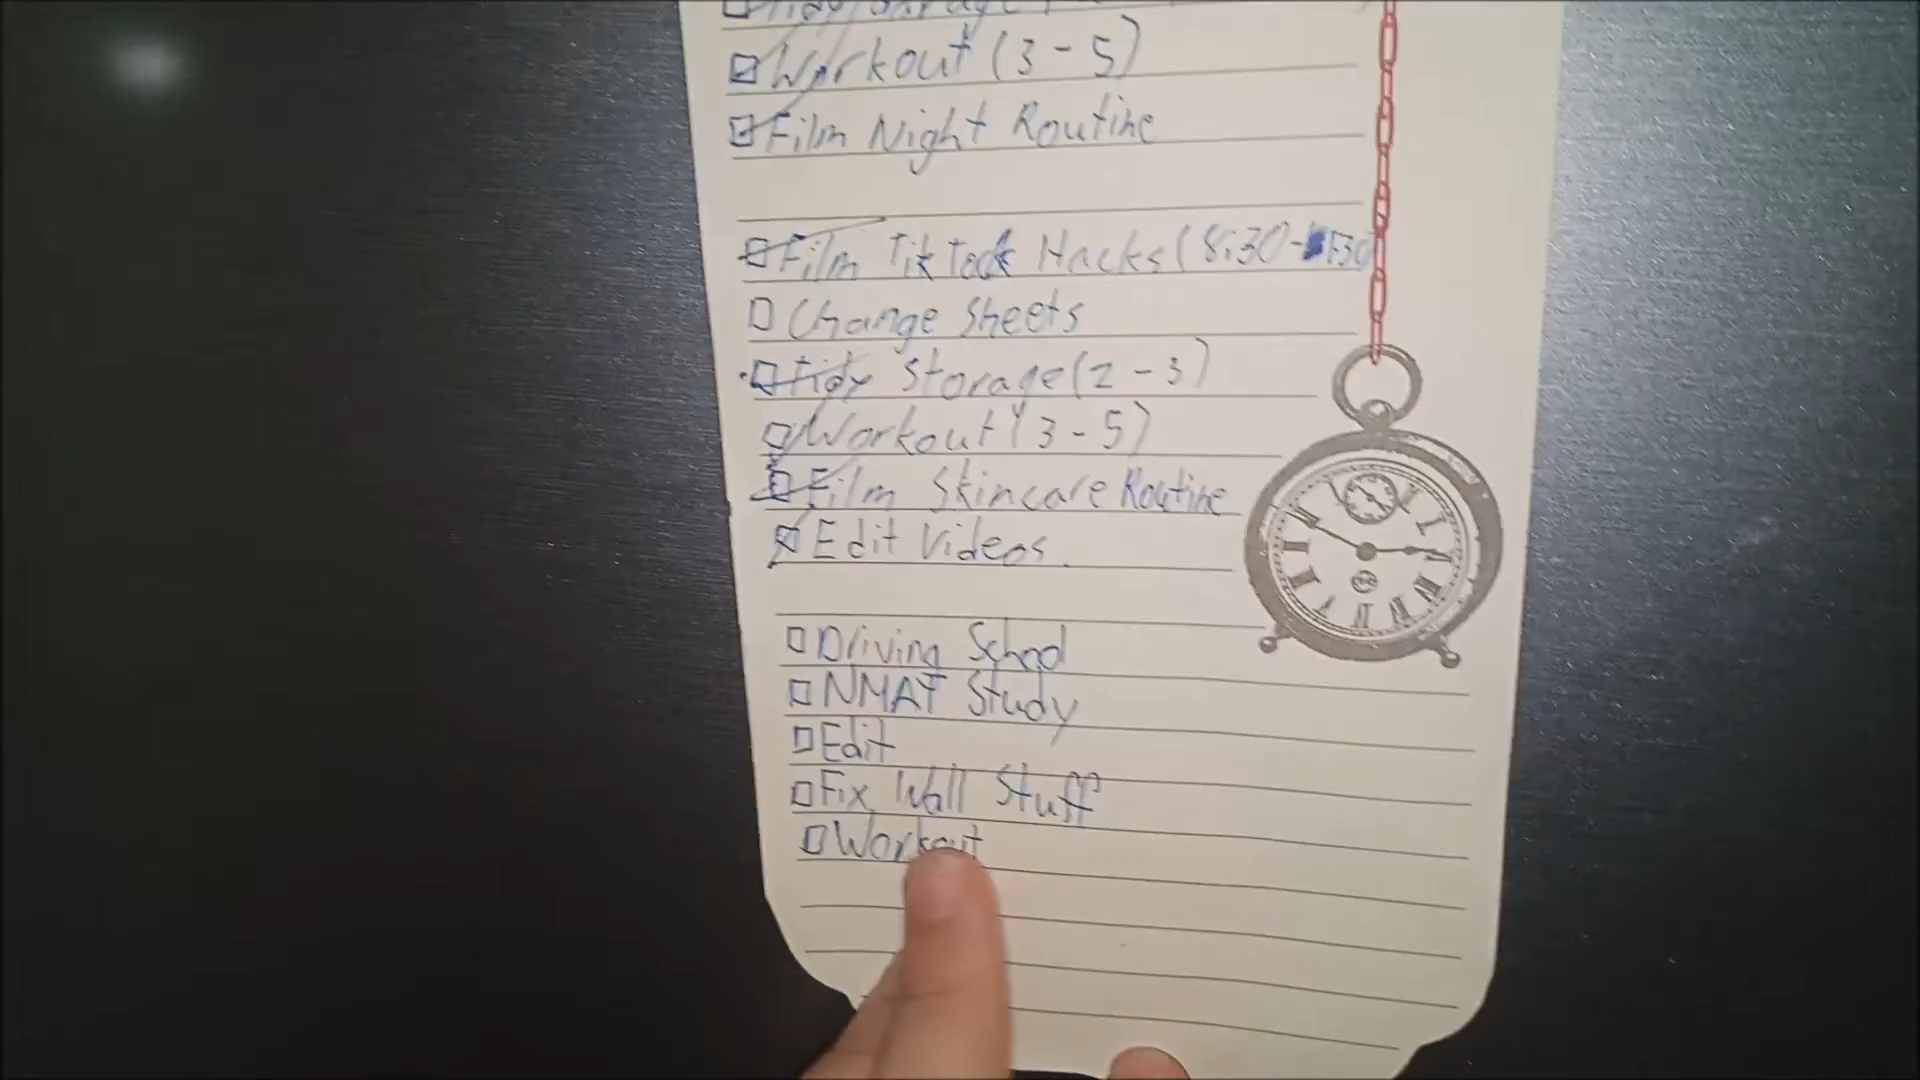 Workout (3 - 5)
Film Night Routine
Film Tik Tock Hacks (8:30 -
Change Sheets
Tidy Storage (2 - 3)
Workout (3 - 5)
Film Skincare Routine
Edit Videos
Driving School
NMAT Study
Edit
Fix Wall Stuff
Workout